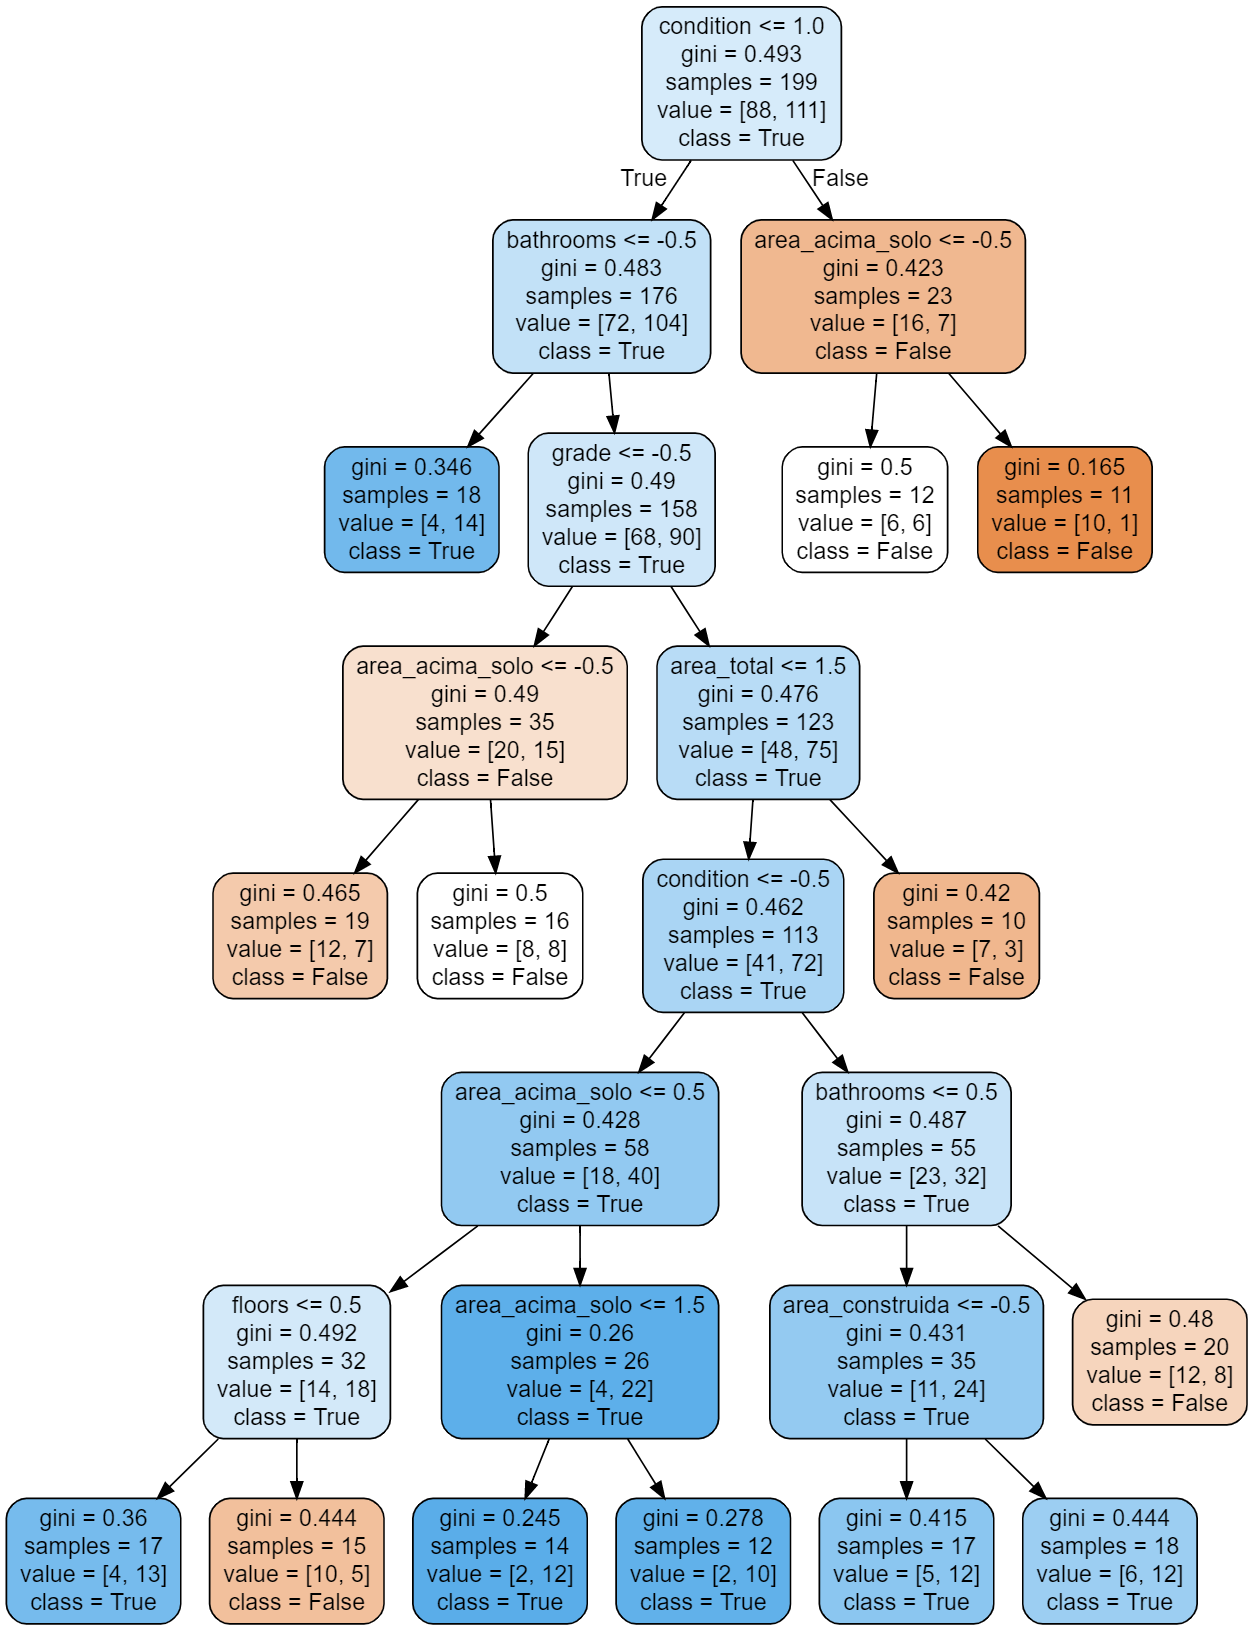 condition <= 1.0
gini = 0.493
samples = 199
value = [88, 111]
class = True
True
False
bathrooms <= -0.5
gini = 0.483
samples = 176
value = [72, 104]
class = True
area_acima_solo <= -0.5
gini = 0.423
samples = 23
value = [16, 7]
class = False
gini = 0.346
samples = 18
value = [4, 14]
class = True
grade <= -0.5
gini = 0.49
samples = 158
value = [68, 90]
class = True
gini = 0.5
samples = 12
value = [6, 6]
class = False
gini = 0.165
samples = 11
value = [10, 1]
class = False
area_acima_solo <= -0.5
gini = 0.49
samples = 35
value = [20, 15]
class = False
area_total <= 1.5
gini = 0.476
samples = 123
value = [48, 75]
class = True
gini = 0.465
samples = 19
value = [12, 7]
class = False
gini = 0.5
samples = 16
value = [8, 8]
class = False
condition <= -0.5
gini = 0.462
samples = 113
value = [41, 72]
class = True
gini = 0.42
samples = 10
value = [7, 3]
class = False
area_acima_solo <= 0.5
gini = 0.428
samples = 58
value = [18, 40]
class = True
bathrooms <= 0.5
gini = 0.487
samples = 55
value = [23, 32]
class = True
floors <= 0.5
gini = 0.492
samples = 32
value = [14, 18]
class = True
area_acima_solo <= 1.5
gini = 0.26
samples = 26
value = [4, 22]
class = True
area_construida <= -0.5
gini = 0.431
samples = 35
value = [11, 24]
class = True
gini = 0.48
samples = 20
value = [12, 8]
class = False
gini = 0.36
samples = 17
value = [4, 13]
class = True
gini = 0.444
samples = 15
value = [10, 5]
class = False
gini = 0.245
samples = 14
value = [2, 12]
class = True
gini = 0.278
samples = 12
value = [2, 10]
class = True
gini = 0.415
samples = 17
value = [5, 12]
class = True
gini = 0.444
samples = 18
value = [6, 12]
class = True